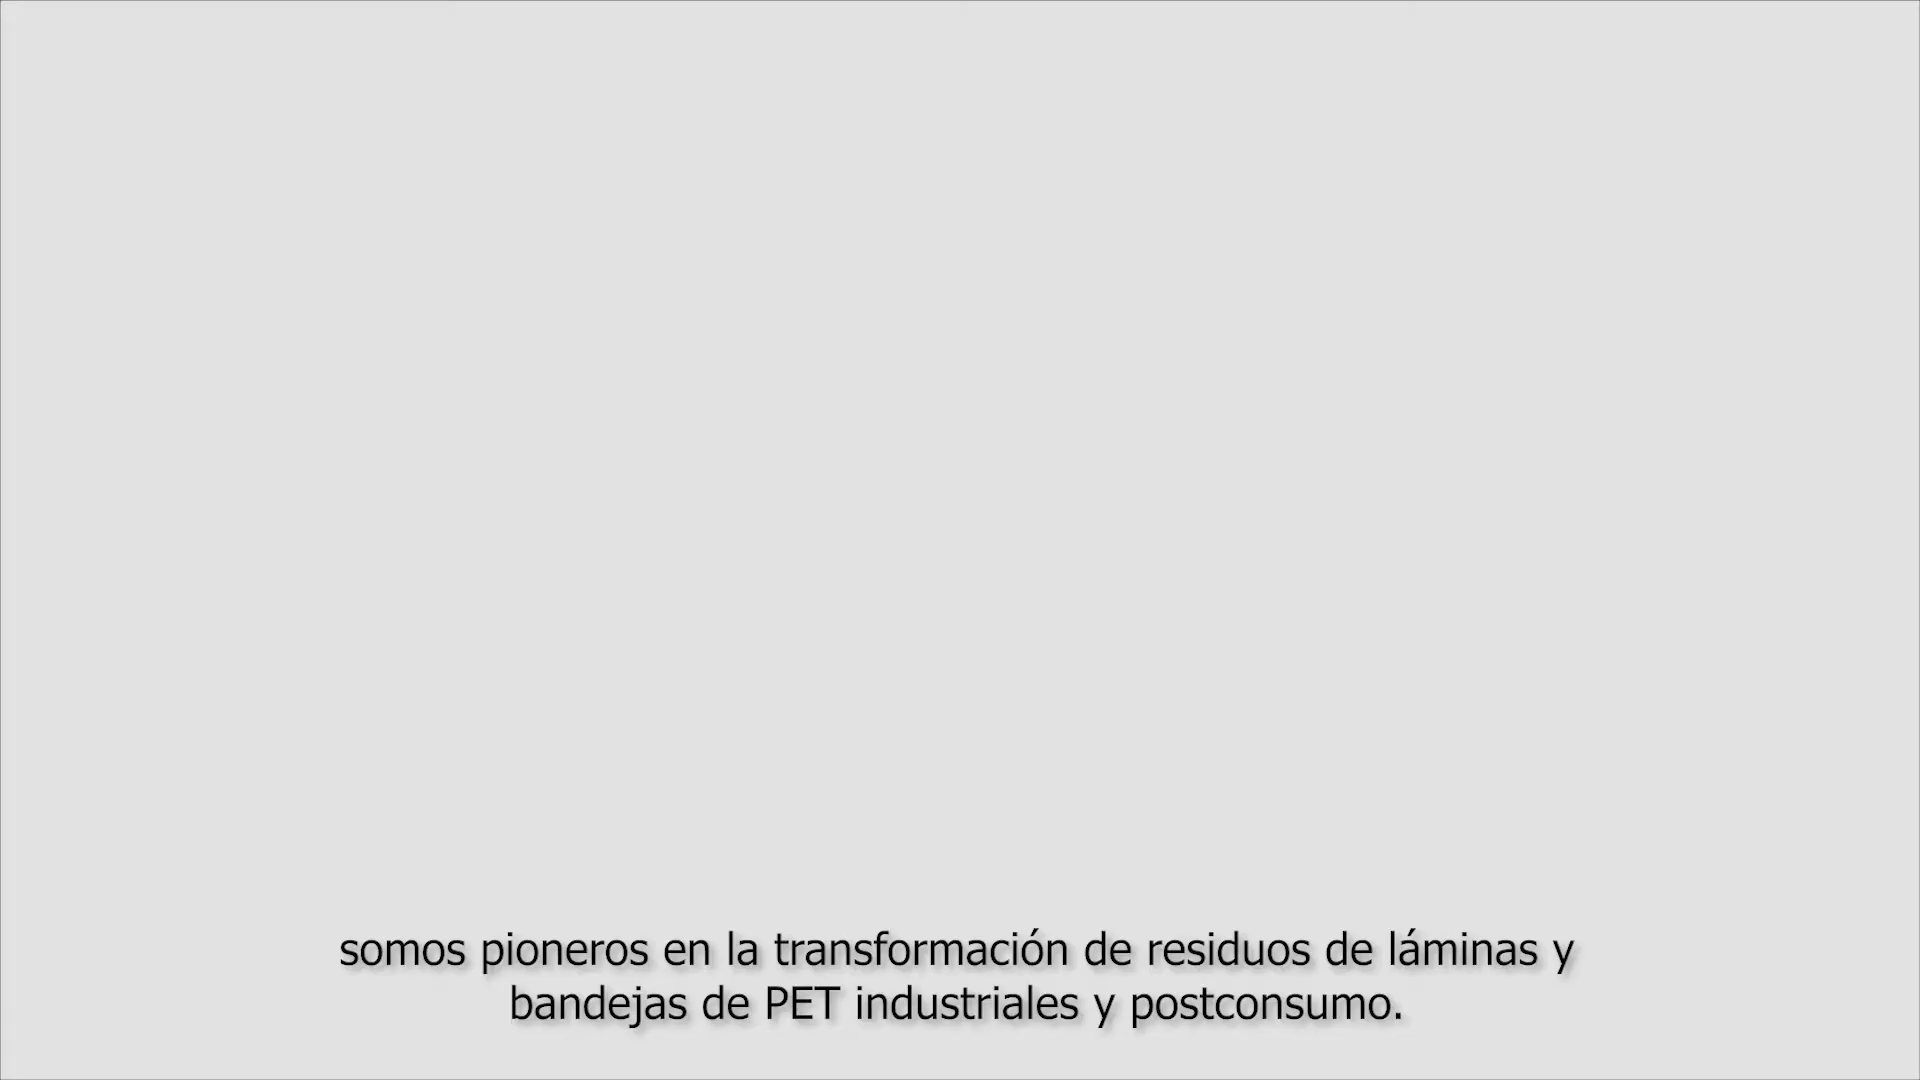 somos pioneros en la transformación de residuos de láminas y
bandejas de PET industriales y postconsumo.